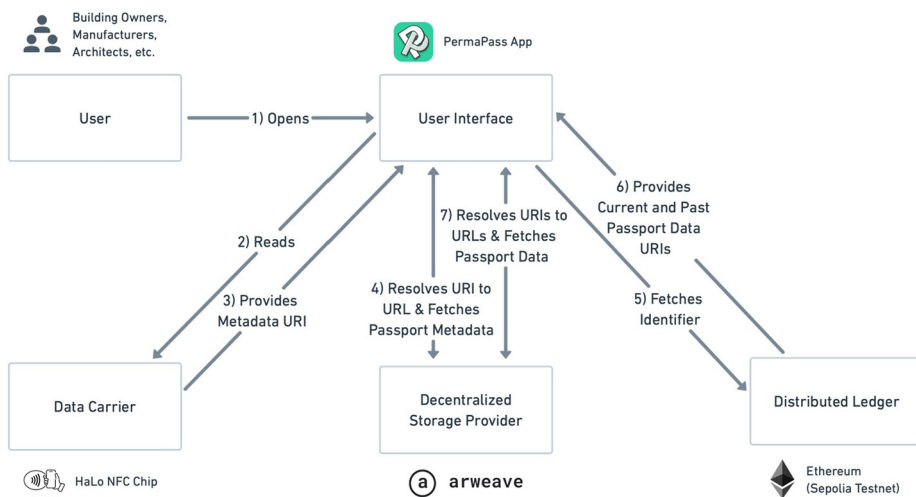 Building Owners,
Manufacturers,
Architects, etc.
PermaPass App
User
1) Opens
User Interface
2) Reads
3) Provides
Metadata URI
4) Resolves URI to
URL & Fetches
Passport Metadata
7) Resolves URIs to
URLs & Fetches
Passport Data
6) Provides
Current and Past
Passport Data
URIs
5) Fetches
Identifier
Data Carrier
Decentralized
Storage Provider
Distributed Ledger
HaLo NFC Chip
a arweave
Ethereum
(Sepolia Testnet)